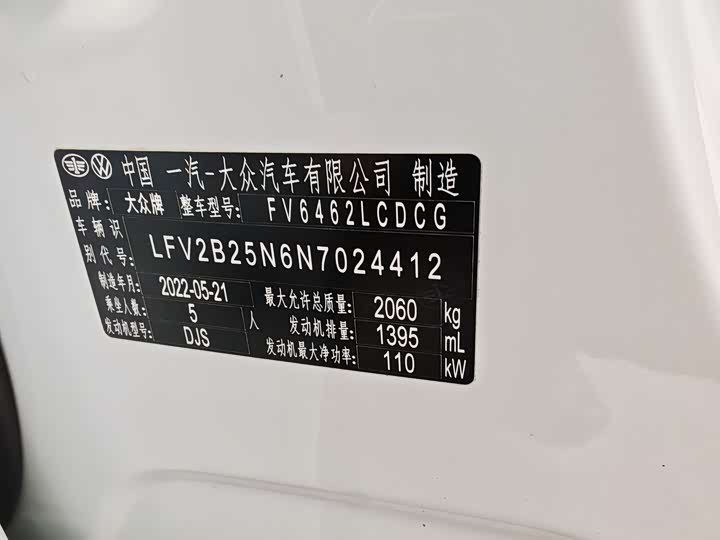 中国 一汽-大众汽车有限公司 制造
品牌: 大众牌 整车型号: FV6462LCDCG
车辆识别代号: LFV2B25N6N7024412
制造年月: 2022-05-21 最大允许总质量: 2060 kg
乘坐人数: 5 人 发动机排量: 1395 mL
发动机型号: DJS 发动机最大净功率: 110 kW